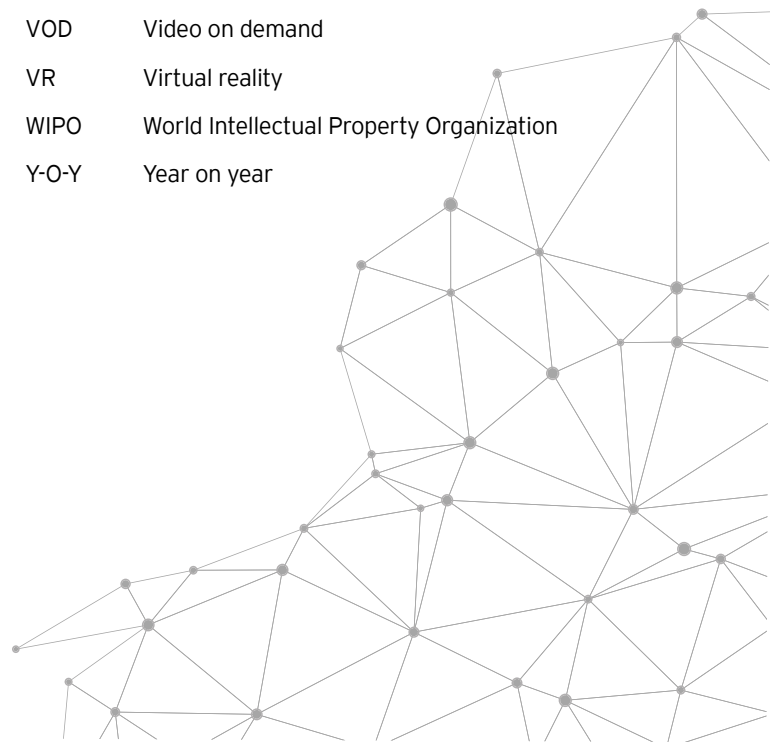 VOD Video on demand
VR Virtual reality
WIPO World Intellectual Property Organization
Y-O-Y Year on year